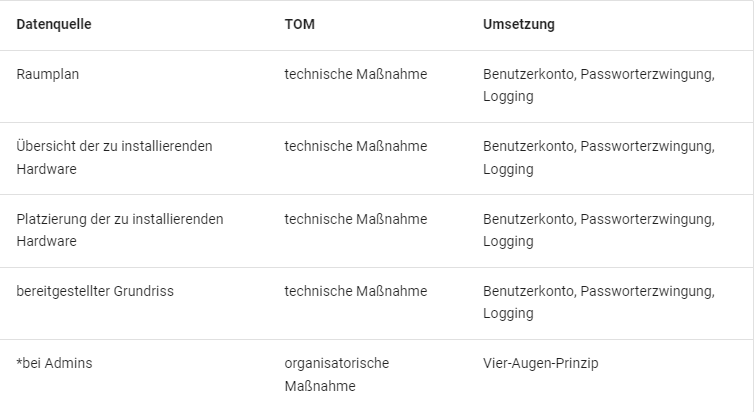 Datenquelle TOM Umsetzung
Raumplan technische Maßnahme Benutzerkonto, Passworterzwingung,
Logging
Übersicht der zu installierenden technische Maßnahme Benutzerkonto, Passworterzwingung,
Hardware Logging
Platzierung der zu installierenden technische Maßnahme Benutzerkonto, Passworterzwingung,
Hardware Logging
bereitgestellter Grundriss technische Maßnahme Benutzerkonto, Passworterzwingung,
Logging
*bei Admins organisatorische Vier-Augen-Prinzip
Maßnahme